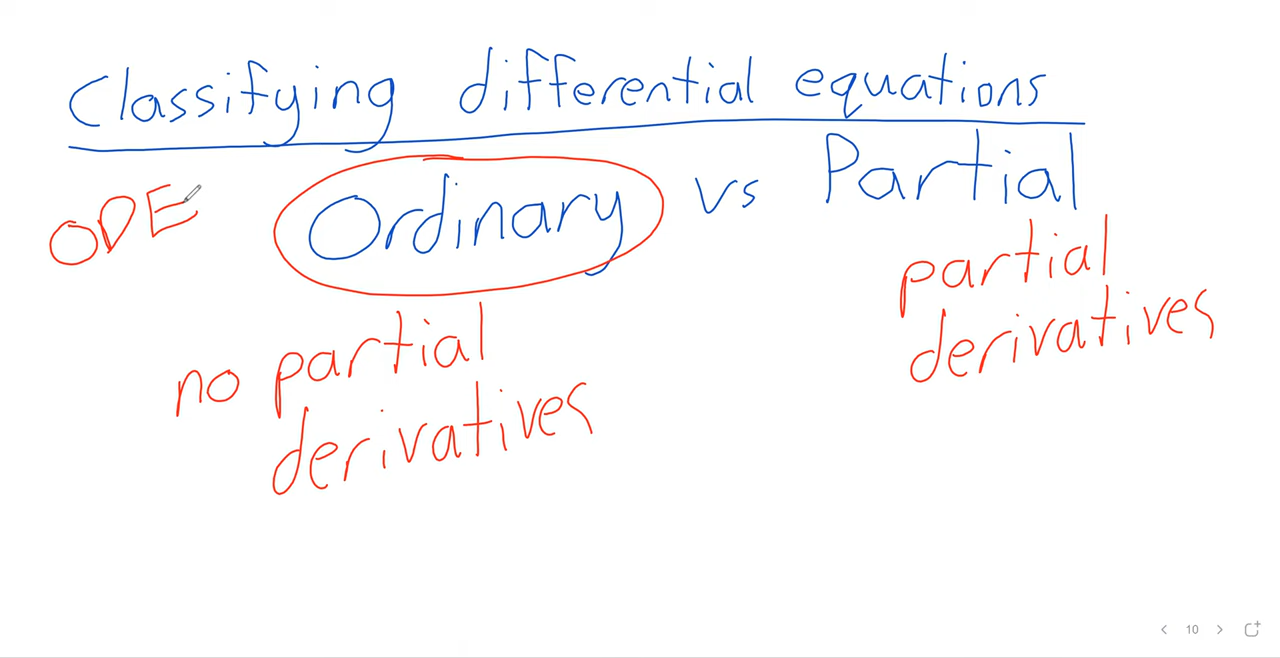 Classifying differential equations
ODE Ordinary vs Partial
no partial
derivatives
partial
derivatives
10